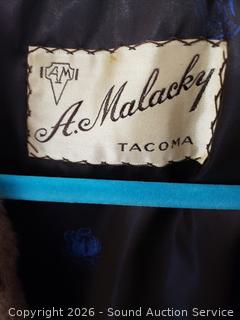 AM
A. Malacky
TACOMA
Copyright 2026 - Sound Auction Service